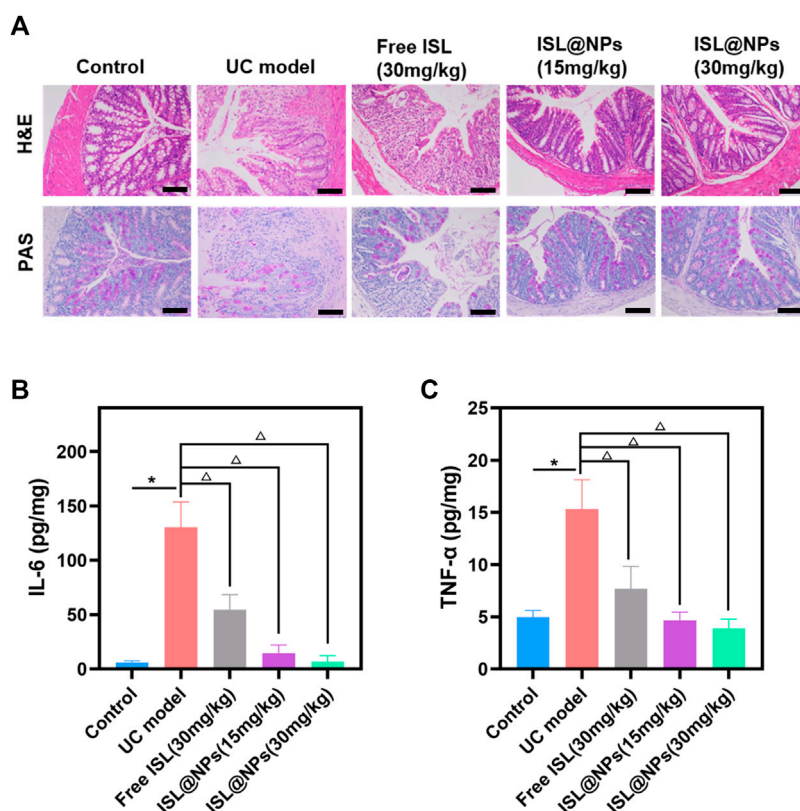 A
Control
UC model
Free ISL
(30mg/kg)
ISL@NPs
(15mg/kg)
ISL@NPs
(30mg/kg)
H&E
PAS
B
IL-6 (pg/mg)
200
150
100
50
0
*
△
△
△
Control
UC model
Free ISL(30mg/kg)
ISL@NPs(15mg/kg)
ISL@NPs(30mg/kg)
C
TNF-α (pg/mg)
25
20
15
10
5
0
*
△
△
△
Control
UC model
Free ISL(30mg/kg)
ISL@NPs(15mg/kg)
ISL@NPs(30mg/kg)